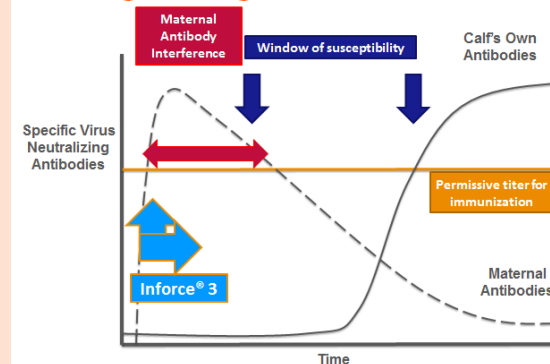 Maternal
Antibody
Interference
Window of susceptibility
Calf's Own
Antibodies
Specific Virus
Neutralizing
Antibodies
Permissive titer for
immunization
Inforce® 3
Maternal
Antibodies
Time